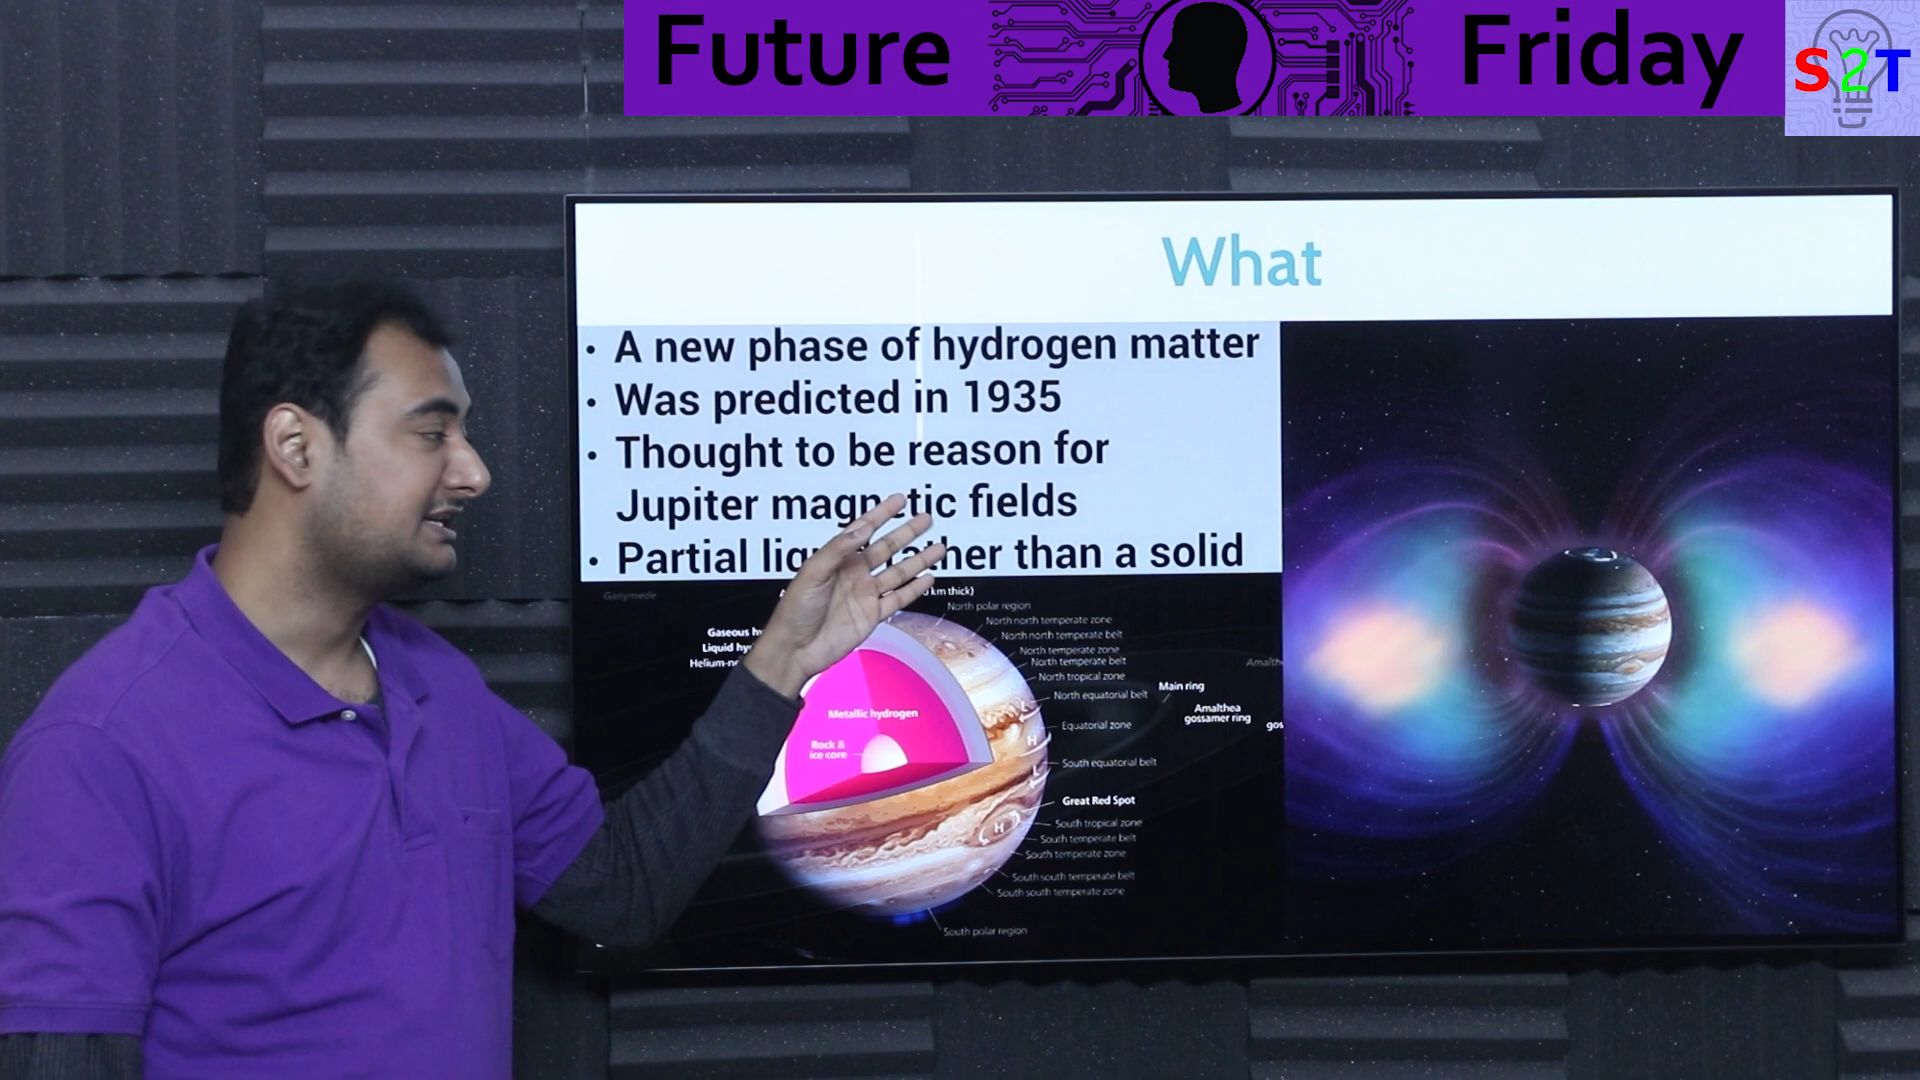 Future Friday
S2T
What
• A new phase of hydrogen matter
• Was predicted in 1935
• Thought to be reason for
Jupiter magnetic fields
• Partial than a solid
Ganymede
km thick)
North polar region
Gaseous
North north temperate zone
Liquid
North north temperate belt
North temperate zone
North temperate belt
North tropical zone
North equatorial belt
Main ring
Amalthea
gossamer ring
Metallic hydrogen
Equatorial zone
H
L
Rock &
ice core
South equatorial belt
Great Red Spot
H
South tropical zone
South temperate belt
South temperate zone
South south temperate belt
South south temperate zone
South polar region